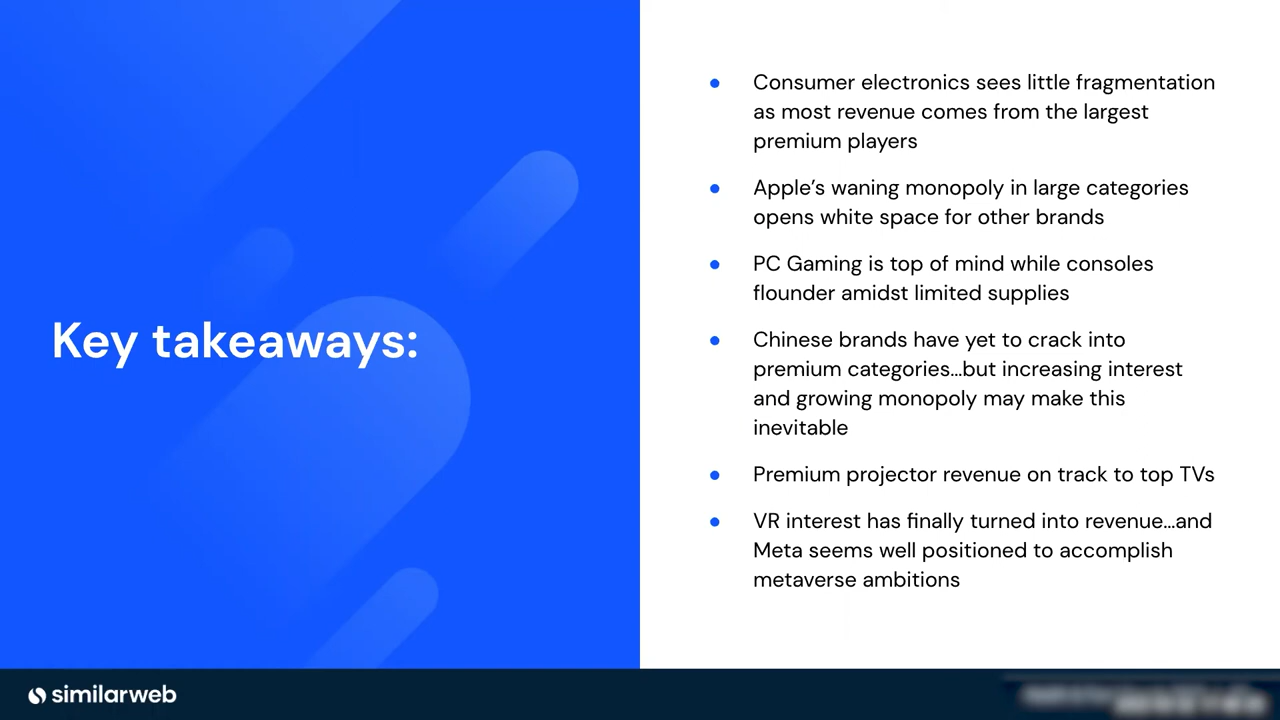 Key takeaways:
● Consumer electronics sees little fragmentation
as most revenue comes from the largest
premium players
● Apple’s waning monopoly in large categories
opens white space for other brands
● PC Gaming is top of mind while consoles
flounder amidst limited supplies
● Chinese brands have yet to crack into
premium categories…but increasing interest
and growing monopoly may make this
inevitable
● Premium projector revenue on track to top TVs
● VR interest has finally turned into revenue…and
Meta seems well positioned to accomplish
metaverse ambitions
similarweb